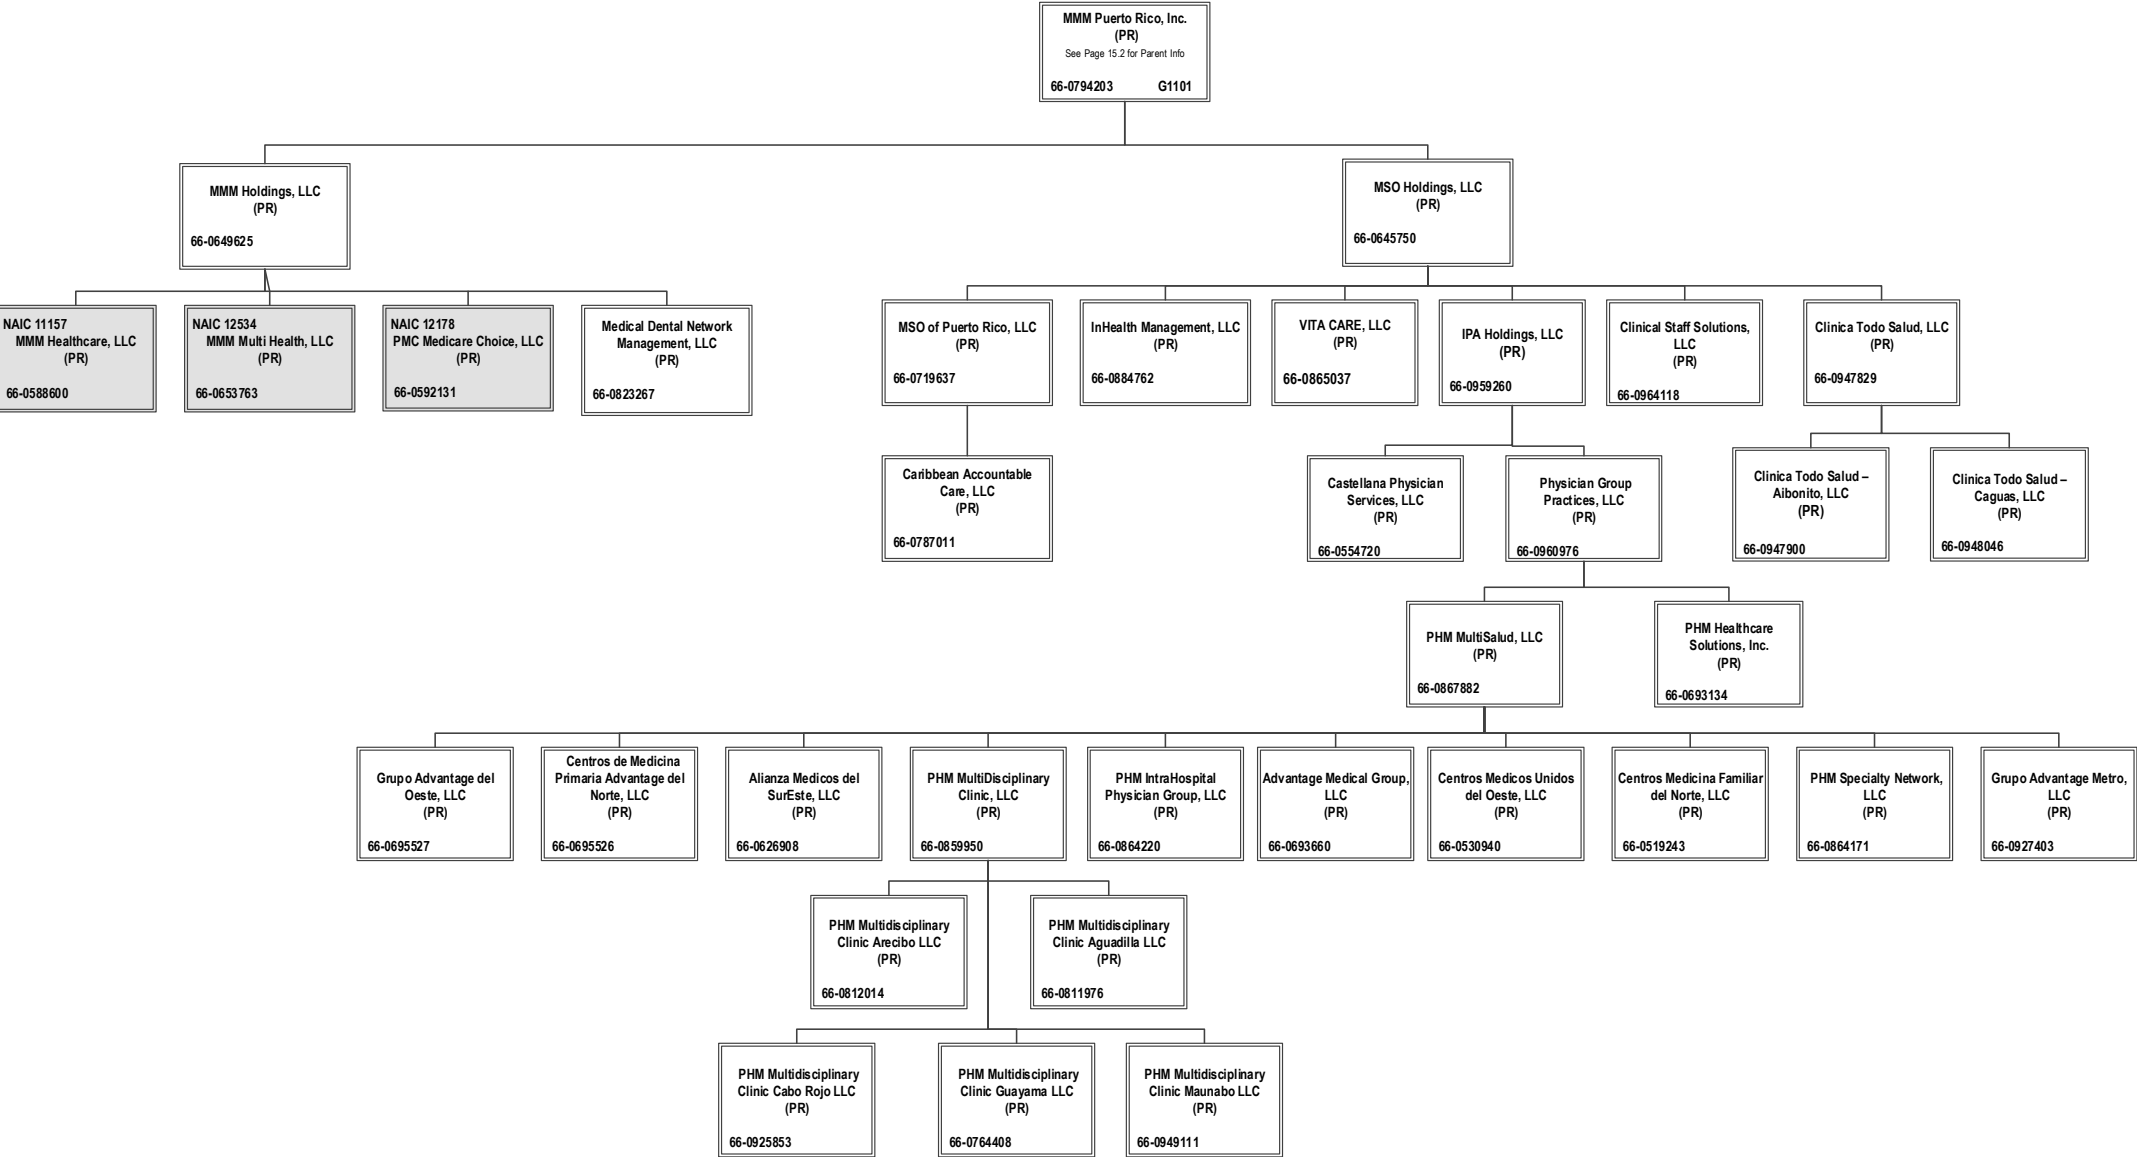 MMM Puerto Rico, Inc.
(PR)
See Page 15.2 for Parent Info
66-0794203 G1101
MMM Holdings, LLC
(PR)
66-0649625
MSO Holdings, LLC
(PR)
66-0645750
NAIC 11157
MMM Healthcare, LLC
(PR)
66-0588600
NAIC 12534
MMM Multi Health, LLC
(PR)
66-0653763
NAIC 12178
PMC Medicare Choice, LLC
(PR)
66-0592131
Medical Dental Network
Management, LLC
(PR)
66-0823267
MSO of Puerto Rico, LLC
(PR)
66-0719637
InHealth Management, LLC
(PR)
66-0884762
VITA CARE, LLC
(PR)
66-0865037
IPA Holdings, LLC
(PR)
66-0959260
Clinical Staff Solutions,
LLC
(PR)
66-0964118
Clinica Todo Salud, LLC
(PR)
66-0947829
Caribbean Accountable
Care, LLC
(PR)
66-0787011
Castellana Physician
Services, LLC
(PR)
66-0554720
Physician Group
Practices, LLC
(PR)
66-0960976
Clinica Todo Salud –
Aibonito, LLC
(PR)
66-0947900
Clinica Todo Salud –
Caguas, LLC
(PR)
66-0948046
PHM MultiSalud, LLC
(PR)
66-0867882
PHM Healthcare
Solutions, Inc.
(PR)
66-0693134
Grupo Advantage del
Oeste, LLC
(PR)
66-0695527
Centros de Medicina
Primaria Advantage del
Norte, LLC
(PR)
66-0695526
Alianza Medicos del
SurEste, LLC
(PR)
66-0626908
PHM MultiDisciplinary
Clinic, LLC
(PR)
66-0859950
PHM IntraHospital
Physician Group, LLC
(PR)
66-0864220
Advantage Medical Group,
LLC
(PR)
66-0693660
Centros Medicos Unidos
del Oeste, LLC
(PR)
66-0530940
Centros Medicina Familiar
del Norte, LLC
(PR)
66-0519243
PHM Specialty Network,
LLC
(PR)
66-0864171
Grupo Advantage Metro,
LLC
(PR)
66-0927403
PHM Multidisciplinary
Clinic Arecibo LLC
(PR)
66-0812014
PHM Multidisciplinary
Clinic Aguadilla LLC
(PR)
66-0811976
PHM Multidisciplinary
Clinic Cabo Rojo LLC
(PR)
66-0925853
PHM Multidisciplinary
Clinic Guayama LLC
(PR)
66-0764408
PHM Multidisciplinary
Clinic Maunabo LLC
(PR)
66-0949111